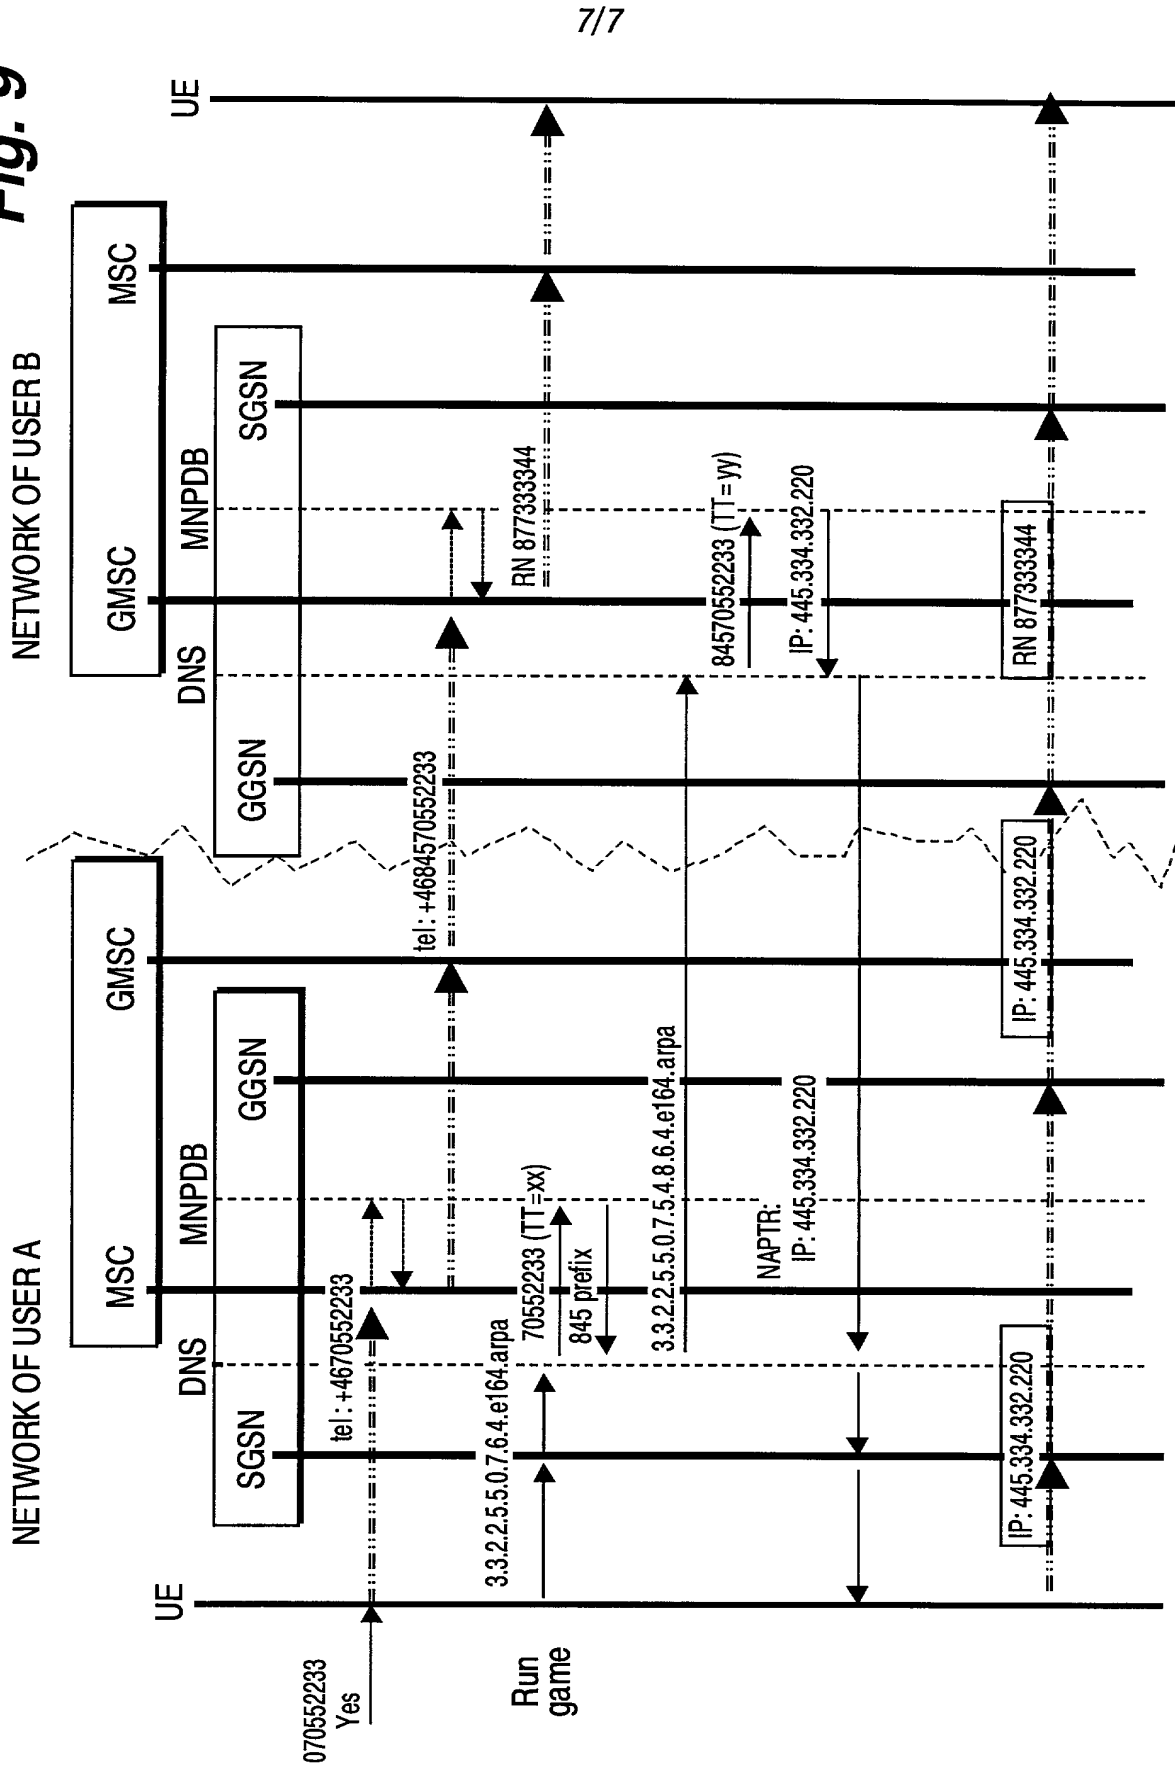 7/7
Fig. 9
NETWORK OF USER A
NETWORK OF USER B
MSC
GMSC
GMSC
MSC
UE
DNS
MNPDB
DNS
MNPDB
UE
SGSN
GGSN
GGSN
SGSN
070552233
Yes
tel: +4670552233
tel: +4684570552233
Run
game
3.3.2.2.5.5.0.7.6.4.e164.arpa
70552233 (TT=xx)
845 prefix
RN 877333344
3.3.2.2.5.5.0.7.5.4.8.6.4.e164.arpa
84570552233 (TT=yy)
NAPTR:
IP: 445.334.332.220
IP: 445.334.332.220
IP: 445.334.332.220
IP: 445.334.332.220
RN 877333344